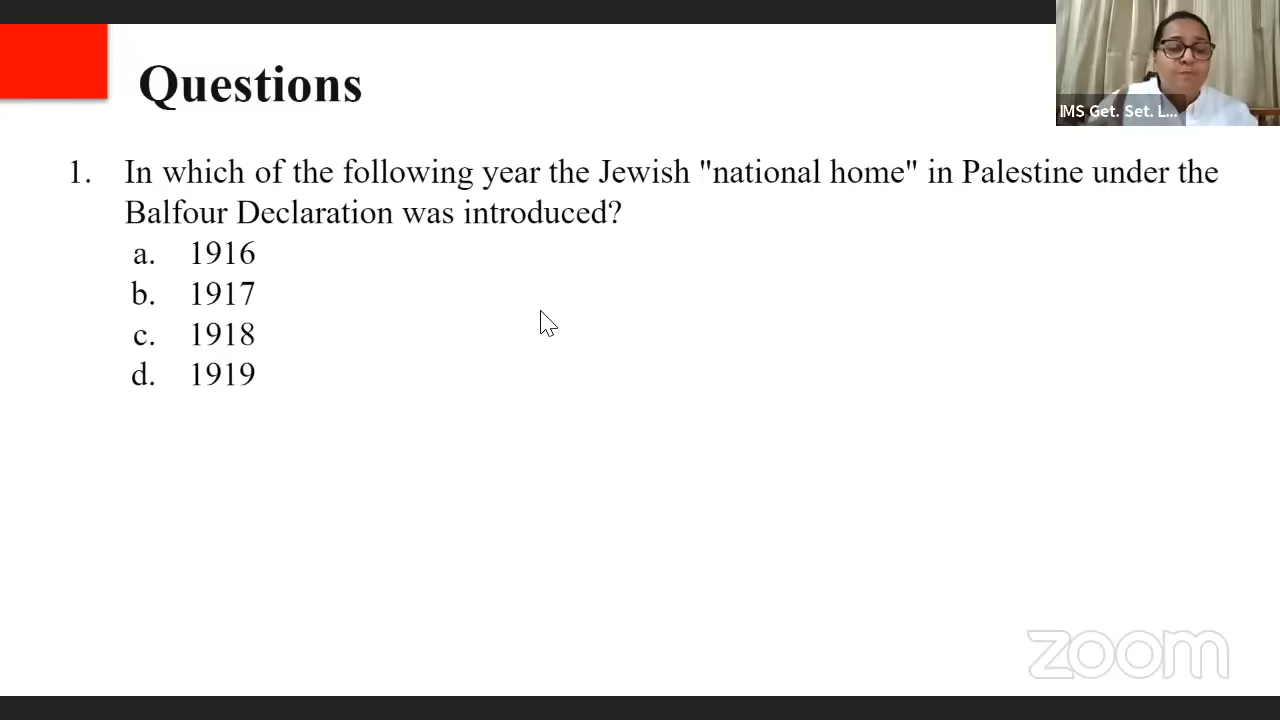 Questions
IMS Get. Set. L...
1. In which of the following year the Jewish "national home" in Palestine under the
Balfour Declaration was introduced?
a. 1916
b. 1917
c. 1918
d. 1919
zoom